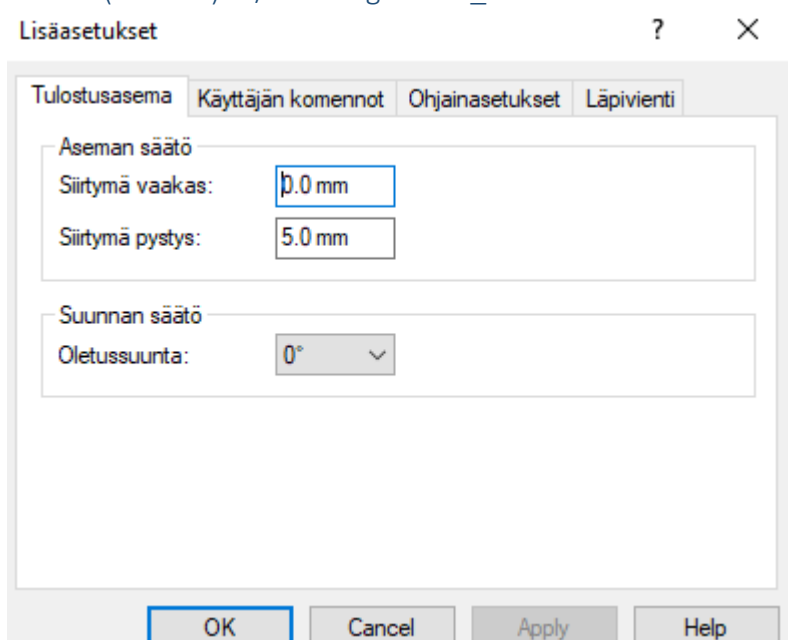 Lisäasetukset ? ×
Tulostusasema Käyttäjän komennot Ohjainasetukset Läpivienti
Aseman säätö
Siirtymä vaakas: 0.0 mm
Siirtymä pystys: 5.0 mm
Suunnan säätö
Oletussuunta: 0°
OK Cancel Apply Help